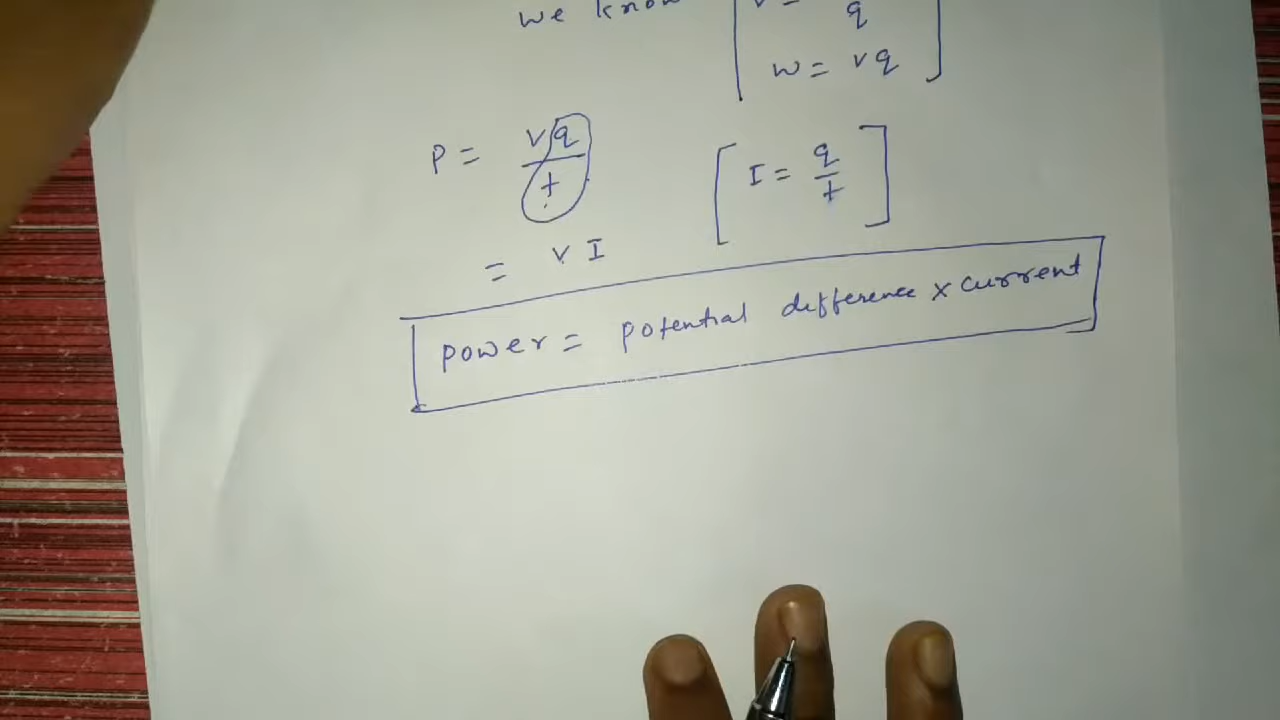 we know
q
w = vq
P = vq/t [I = q/t]
= v I
power = potential difference x current